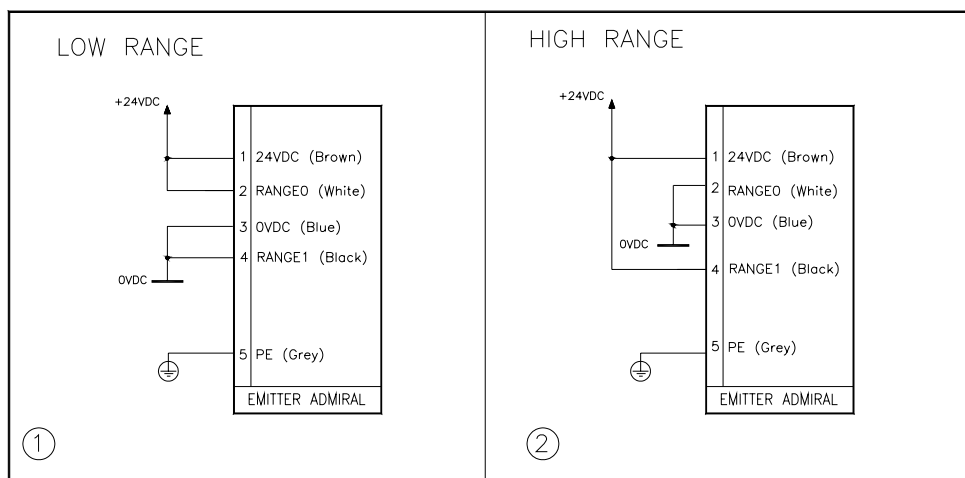 LOW RANGE
+24VDC
1 24VDC (Brown)
2 RANGE0 (White)
3 0VDC (Blue)
4 RANGE1 (Black)
0VDC
5 PE (Grey)
EMITTER ADMIRAL
1
HIGH RANGE
+24VDC
1 24VDC (Brown)
2 RANGE0 (White)
3 0VDC (Blue)
0VDC
4 RANGE1 (Black)
5 PE (Grey)
EMITTER ADMIRAL
2